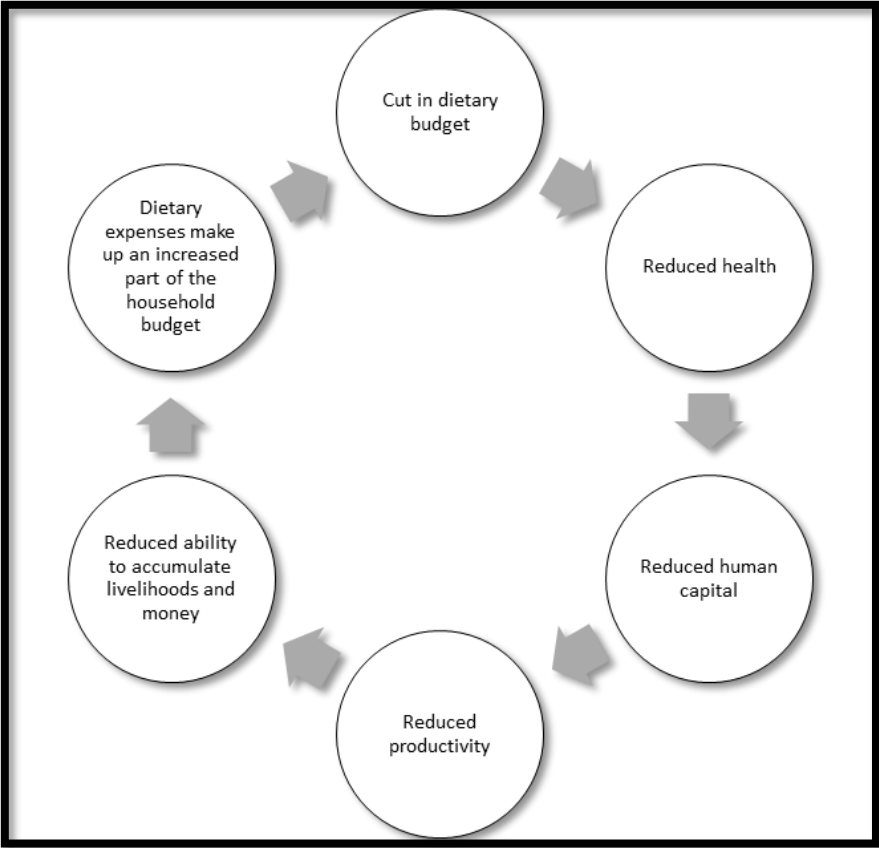 Cut in dietary
budget
Reduced health
Reduced human
capital
Reduced
productivity
Reduced ability
to accumulate
livelihoods and
money
Dietary
expenses make
up an increased
part of the
household
budget